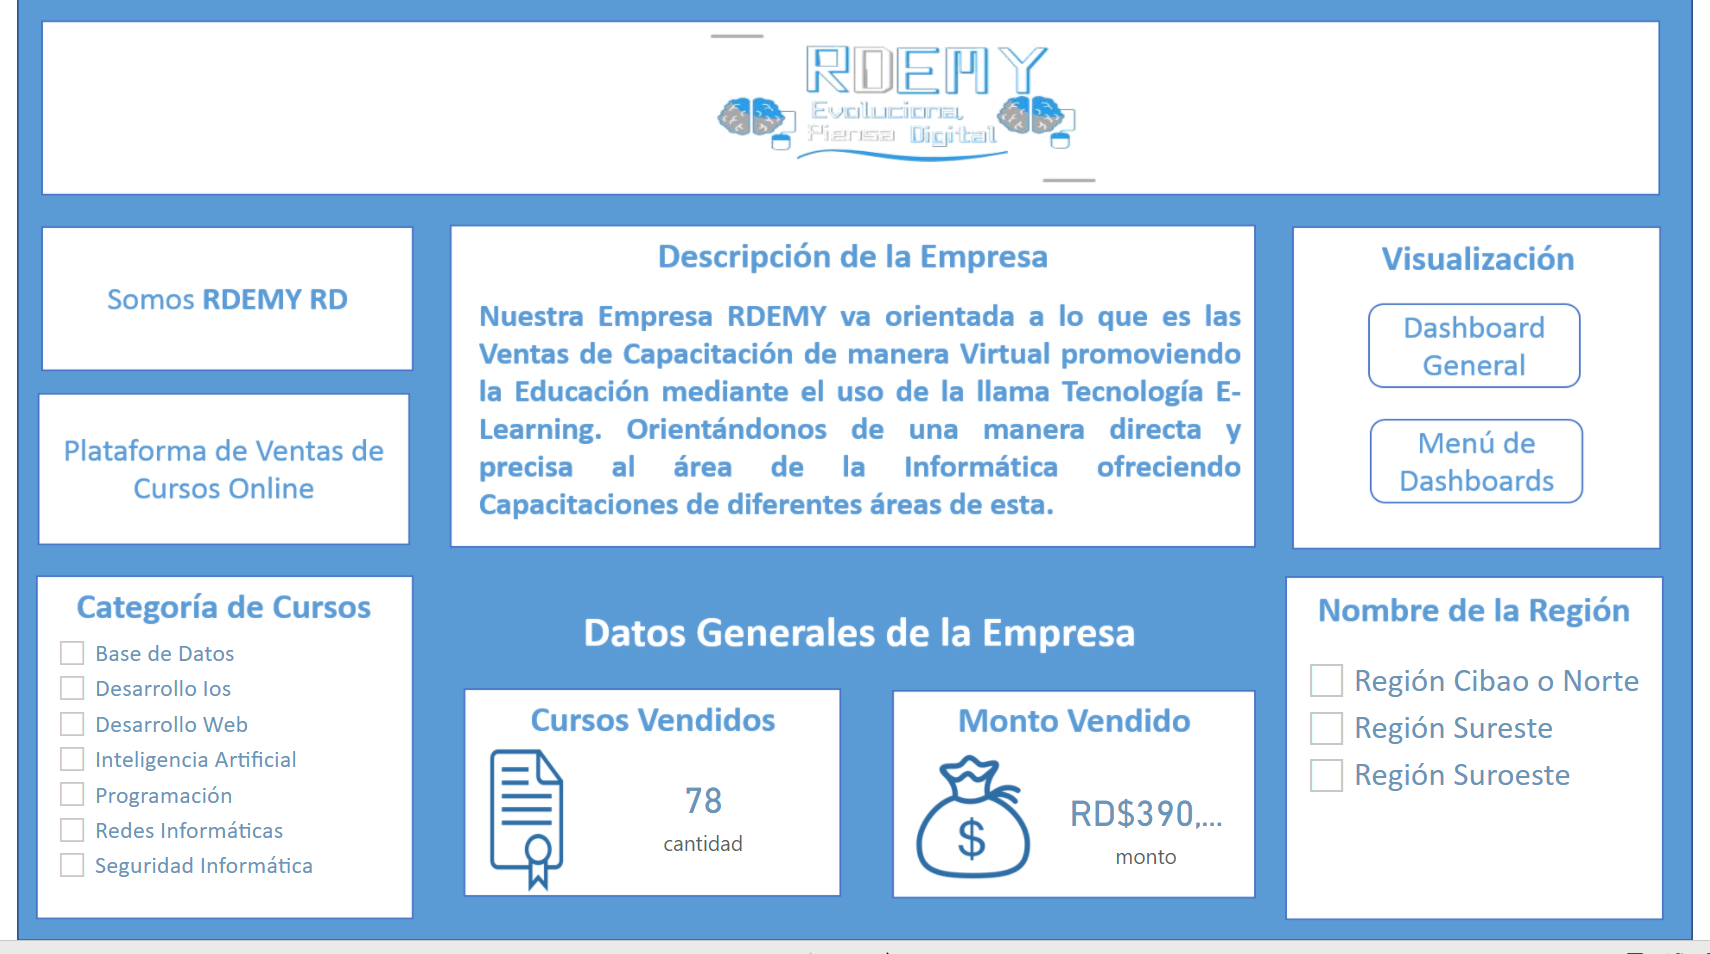 RDEMY
Evoluciona,
Piensa Digital
Somos RDEMY RD
Plataforma de Ventas de
Cursos Online
Descripción de la Empresa
Nuestra Empresa RDEMY va orientada a lo que es las
Ventas de Capacitación de manera Virtual promoviendo
la Educación mediante el uso de la llama Tecnología E-
Learning. Orientándonos de una manera directa y
precisa al área de la Informática ofreciendo
Capacitaciones de diferentes áreas de esta.
Visualización
Dashboard
General
Menú de
Dashboards
Categoría de Cursos
Base de Datos
Desarrollo Ios
Desarrollo Web
Inteligencia Artificial
Programación
Redes Informáticas
Seguridad Informática
Datos Generales de la Empresa
Cursos Vendidos
78
cantidad
Monto Vendido
$
RD$390,...
monto
Nombre de la Región
Región Cibao o Norte
Región Sureste
Región Suroeste